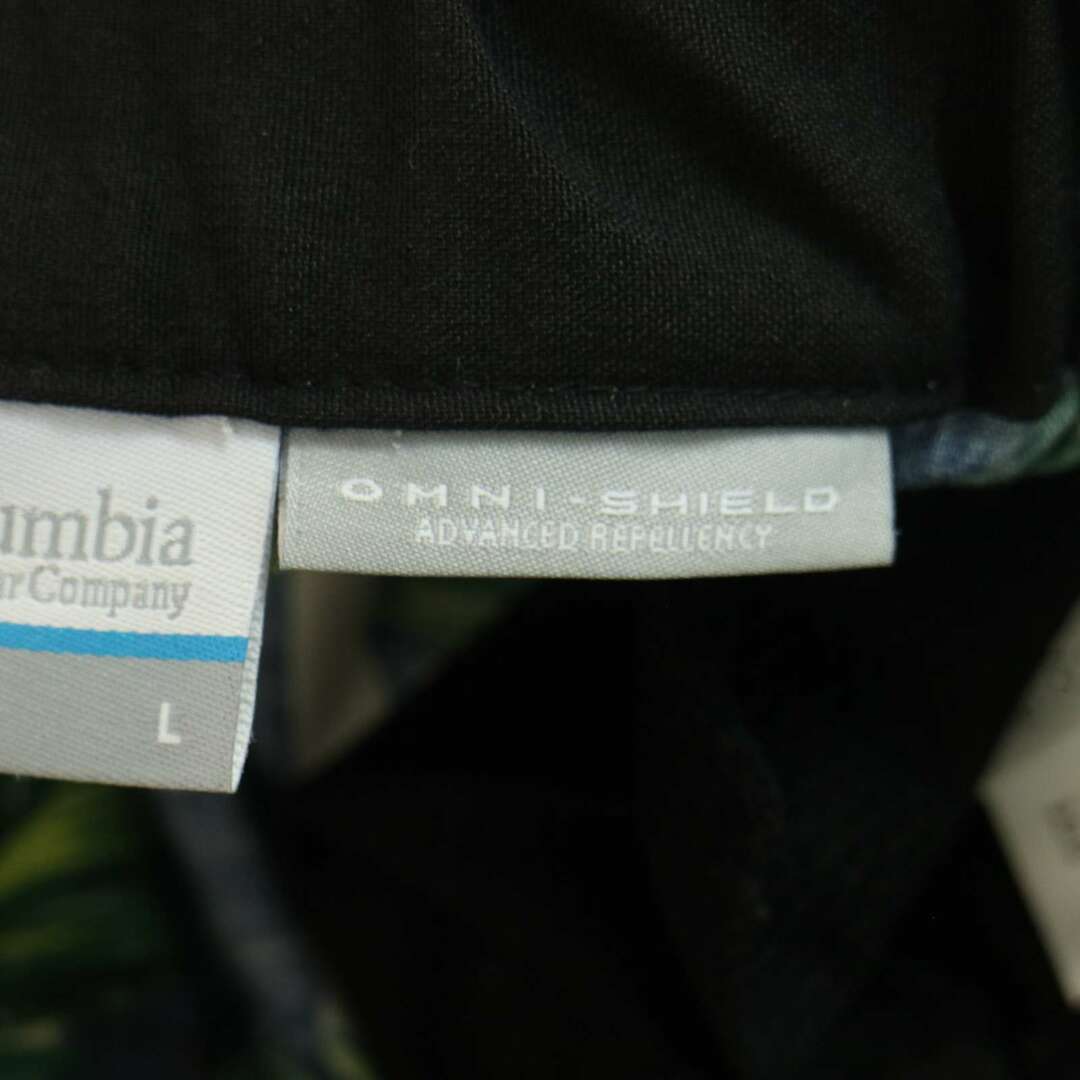 umbia
r Company
L
OMNI-SHIELD
ADVANCED REPELLENCY